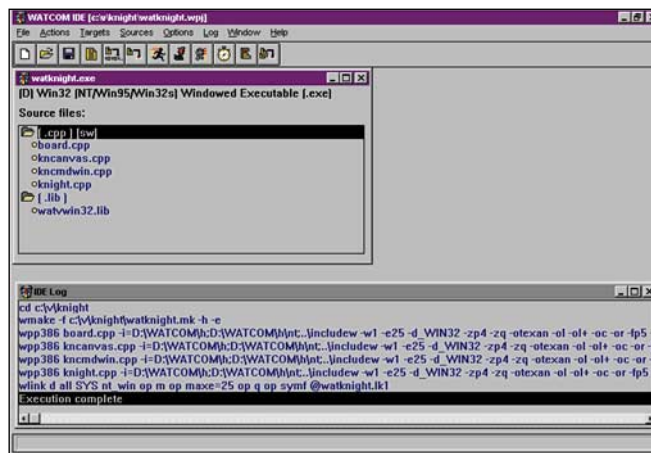 WATCOM IDE [c:\v\knight\watknight.wpj]
File Actions Targets Sources Options Log Window Help
watknight.exe
[D] Win32 [NT/Win95/Win32s] Windowed Executable [.exe]
Source files:
[ .cpp ] [sw]
board.cpp
kncanvas.cpp
kncmdwin.cpp
knight.cpp
[ .lib ]
watvwin32.lib
IDE Log
cd c:\v\knight
wmake -f c:\v\knight\watknight.mk -h -e
wpp386 board.cpp -i=D:\WATCOM\h;D:\WATCOM\h\nt;..\includew -w1 -e25 -d_WIN32 -zp4 -zq -otexan -ol -ol+ -oc -or -fp5
wpp386 kncanvas.cpp -i=D:\WATCOM\h;D:\WATCOM\h\nt;..\includew -w1 -e25 -d_WIN32 -zp4 -zq -otexan -ol -ol+ -oc -or
wpp386 kncmdwin.cpp -i=D:\WATCOM\h;D:\WATCOM\h\nt;..\includew -w1 -e25 -d_WIN32 -zp4 -zq -otexan -ol -ol+ -oc -or
wpp386 knight.cpp -i=D:\WATCOM\h;D:\WATCOM\h\nt;..\includew -w1 -e25 -d_WIN32 -zp4 -zq -otexan -ol -ol+ -oc -or -fp5
wlink d all SYS nt_win op m op maxe=25 op q op symf @watknight.lk1
Execution complete